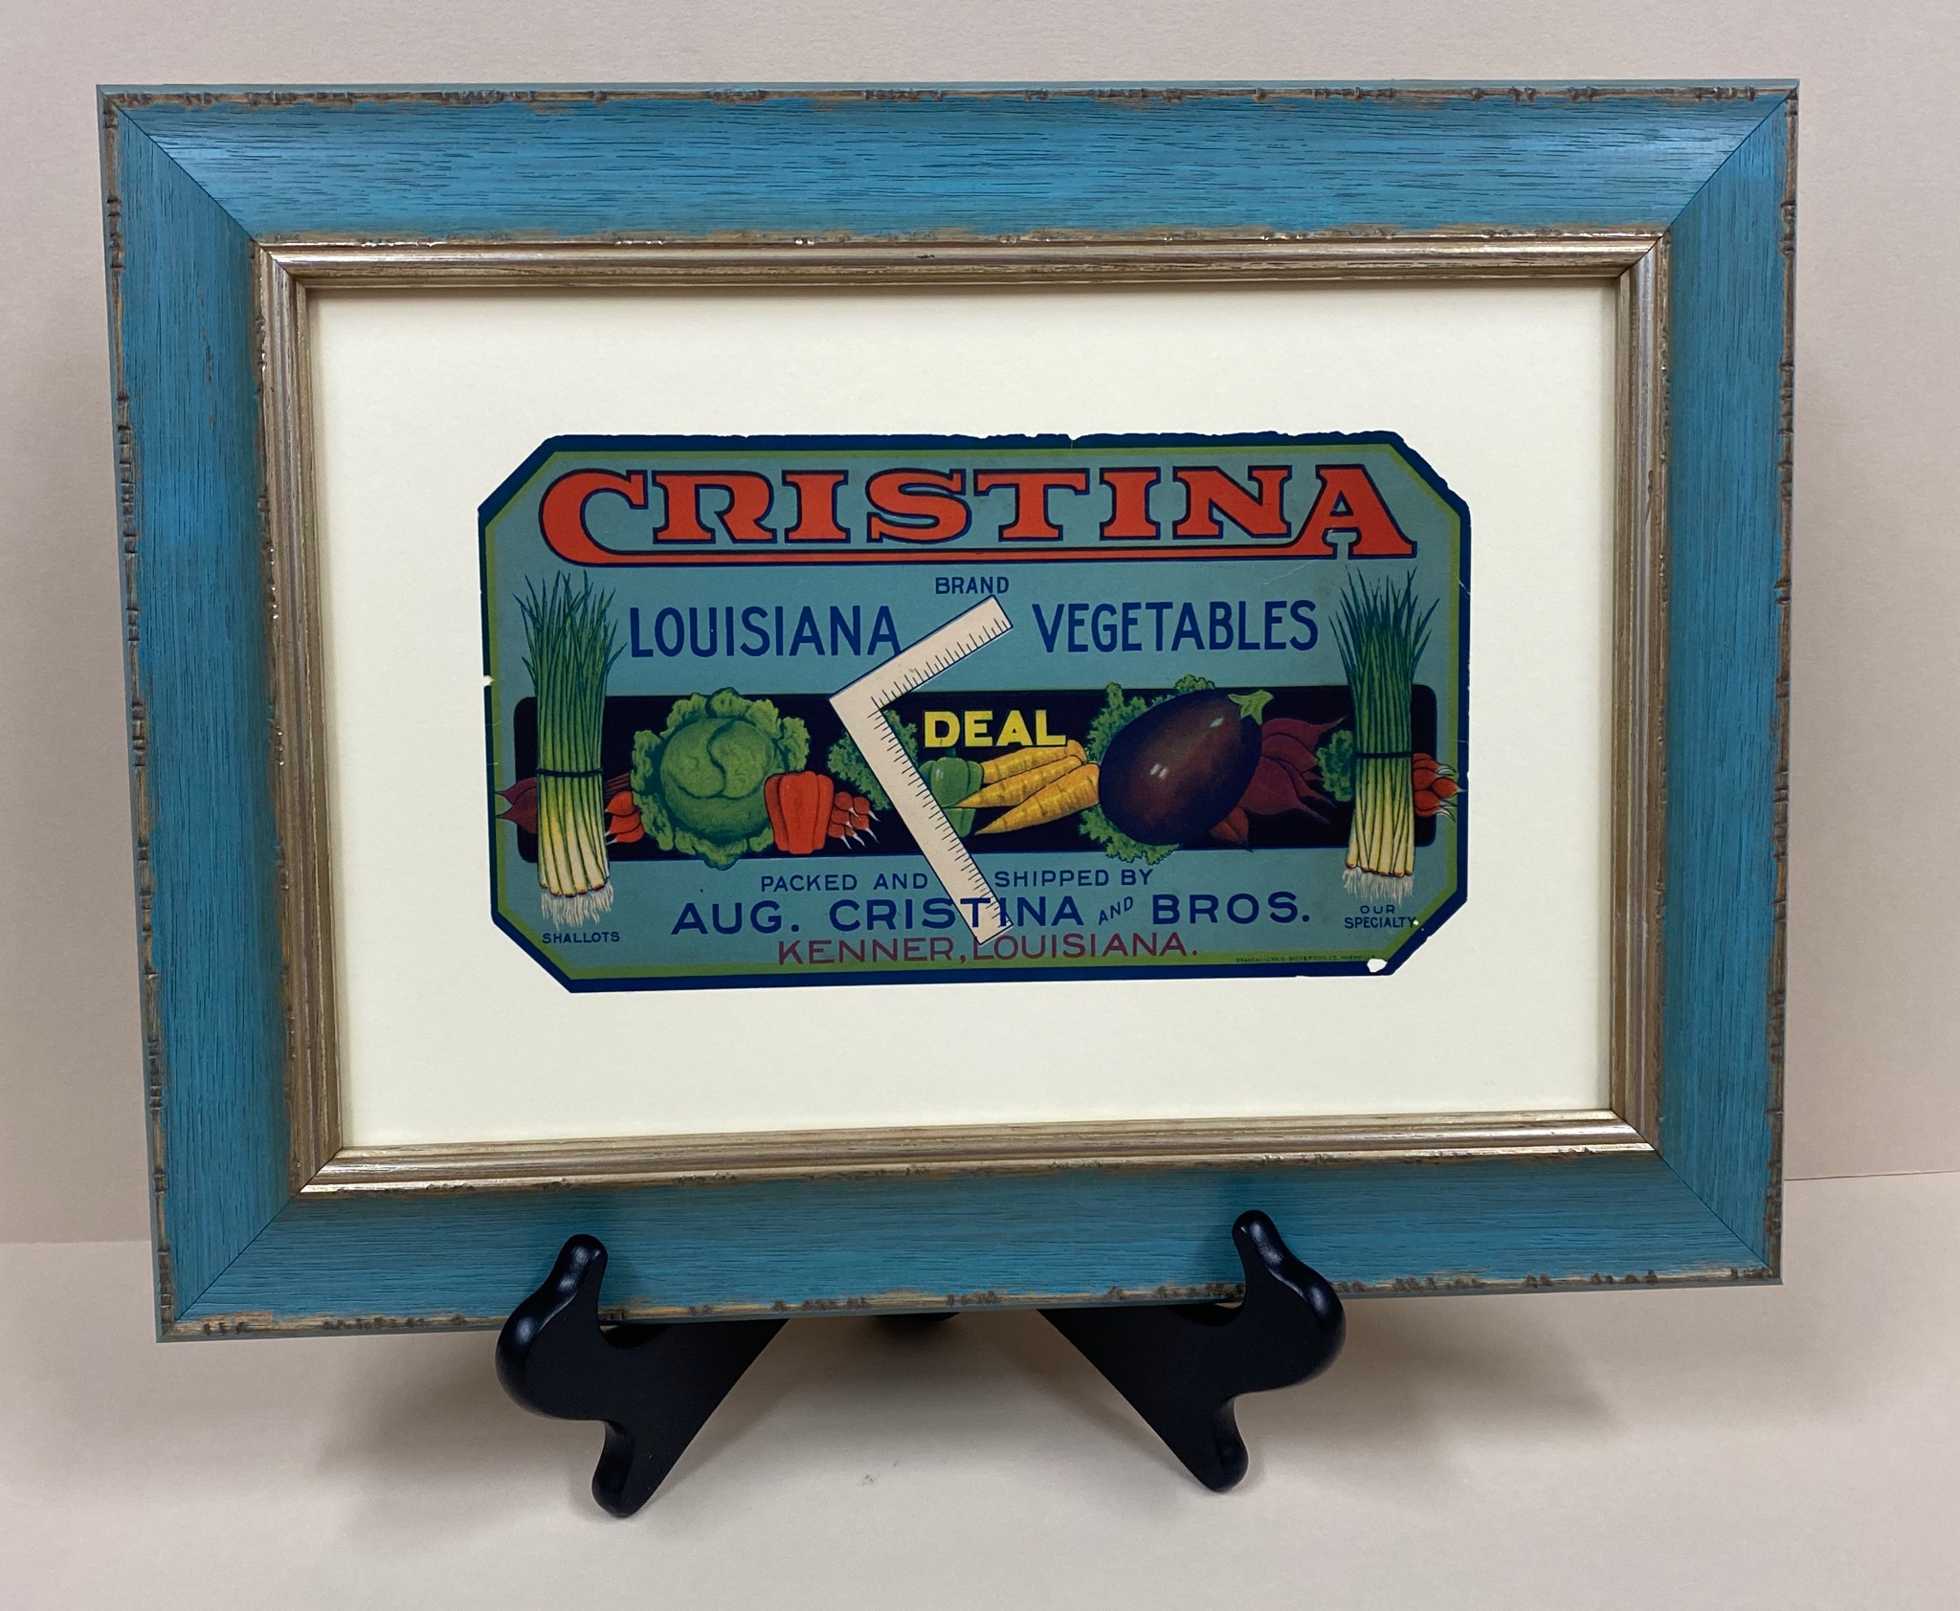 CRISTINA
BRAND
LOUISIANA VEGETABLES
DEAL
PACKED AND SHIPPED BY
AUG. CRISTINA AND BROS.
KENNER, LOUISIANA.
SHALLOTS
OUR
SPECIALTY